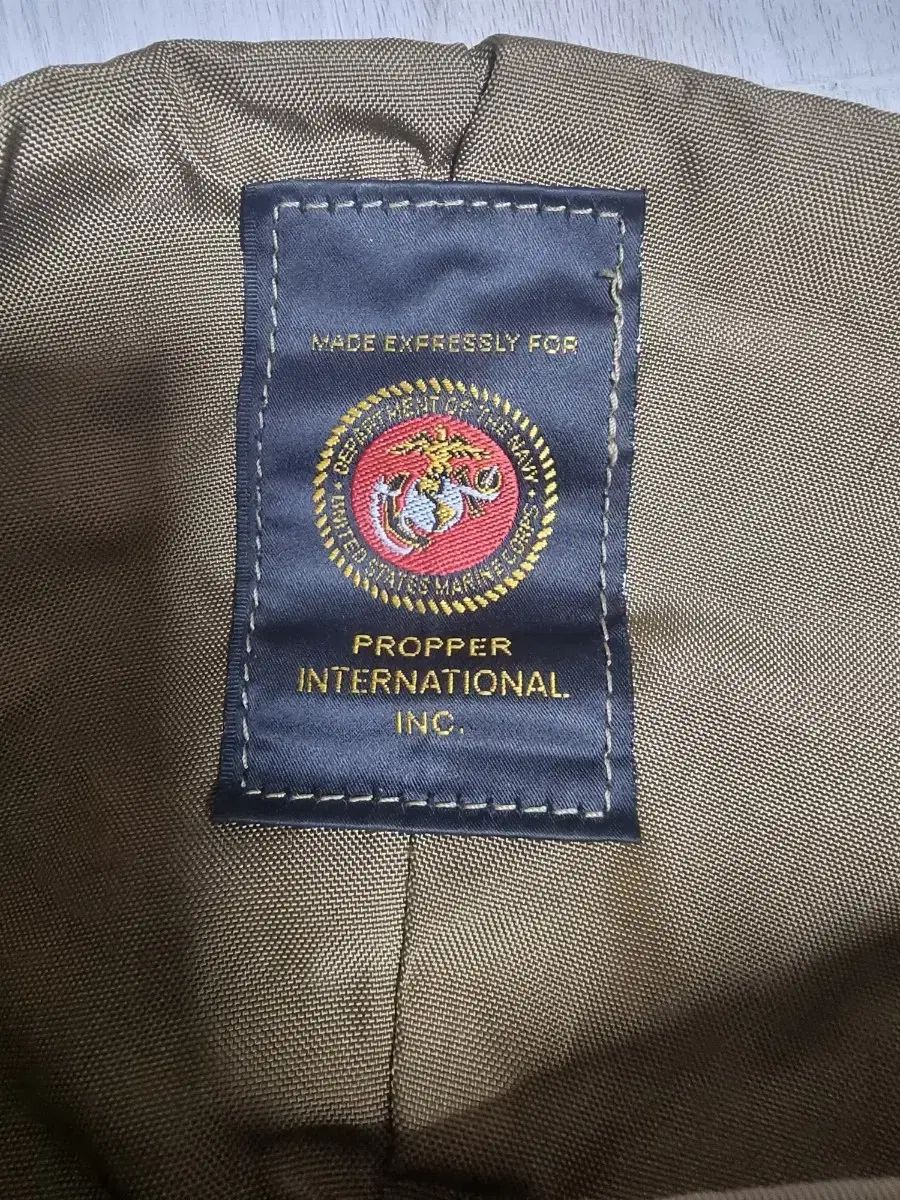 MADE EXPRESSLY FOR
DEPARTMENT OF THE NAVY
UNITED STATES MARINE CORPS
PROPPER
INTERNATIONAL.
INC.